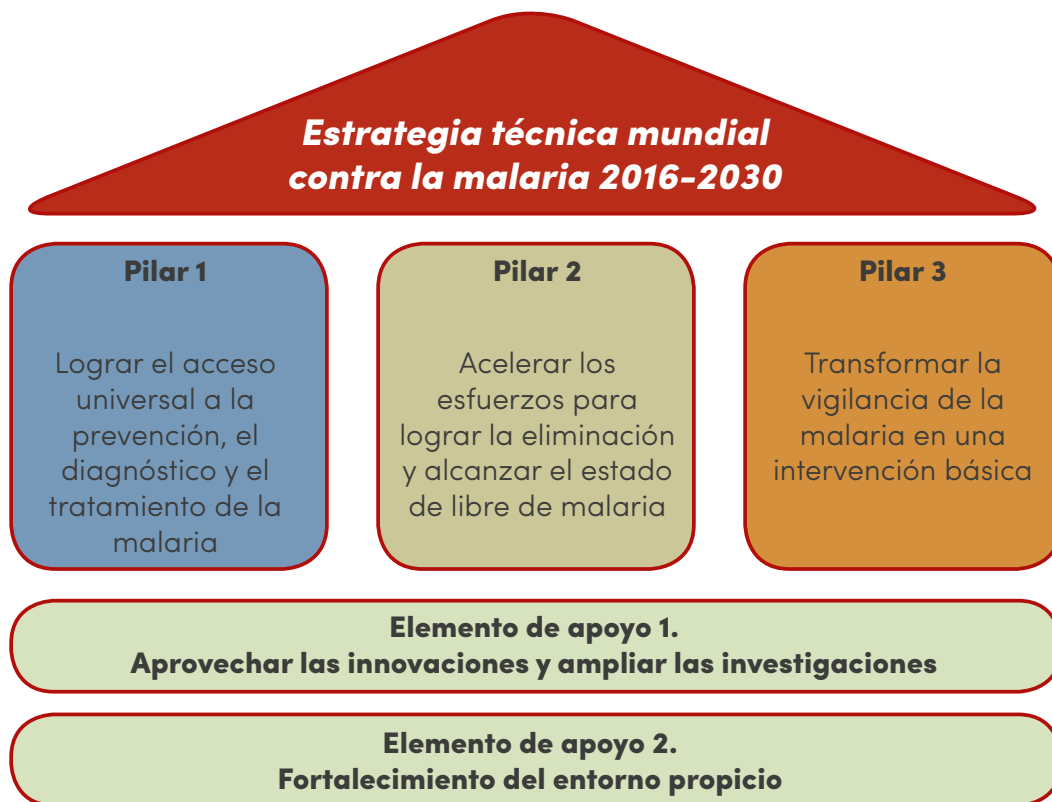 Estrategia técnica mundial
contra la malaria 2016-2030
Pilar 1
Lograr el acceso
universal a la
prevención, el
diagnóstico y el
tratamiento de la
malaria
Pilar 2
Acelerar los
esfuerzos para
lograr la eliminación
y alcanzar el estado
de libre de malaria
Pilar 3
Transformar la
vigilancia de la
malaria en una
intervención básica
Elemento de apoyo 1.
Aprovechar las innovaciones y ampliar las investigaciones
Elemento de apoyo 2.
Fortalecimiento del entorno propicio